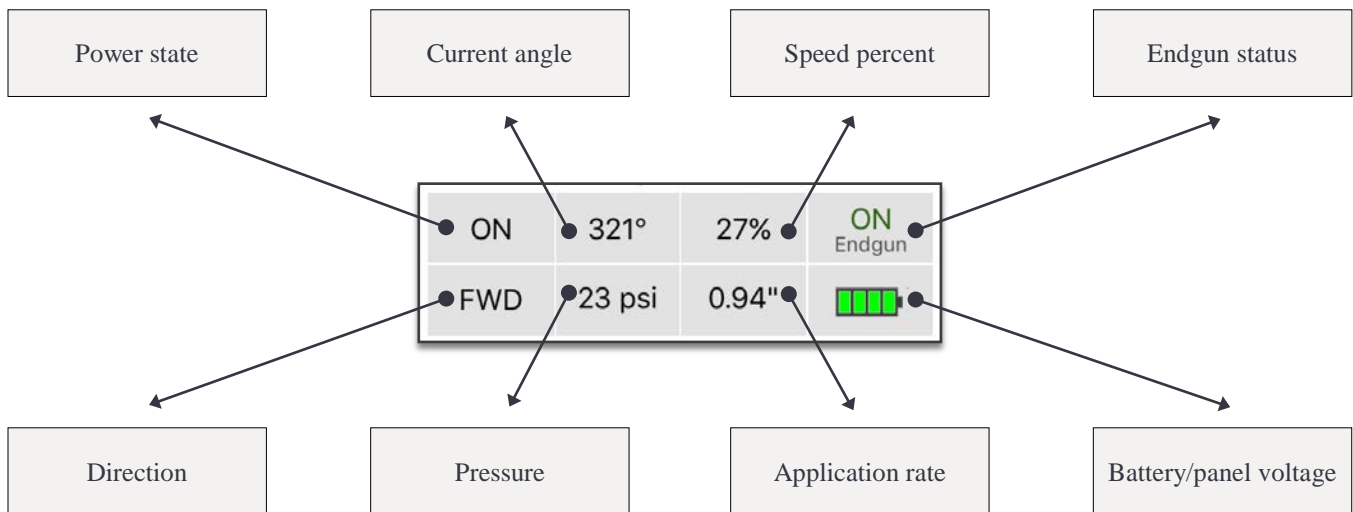 Power state
Current angle
Speed percent
Endgun status
ON
321°
27%
ON
Endgun
FWD
23 psi
0.94"
Direction
Pressure
Application rate
Battery/panel voltage